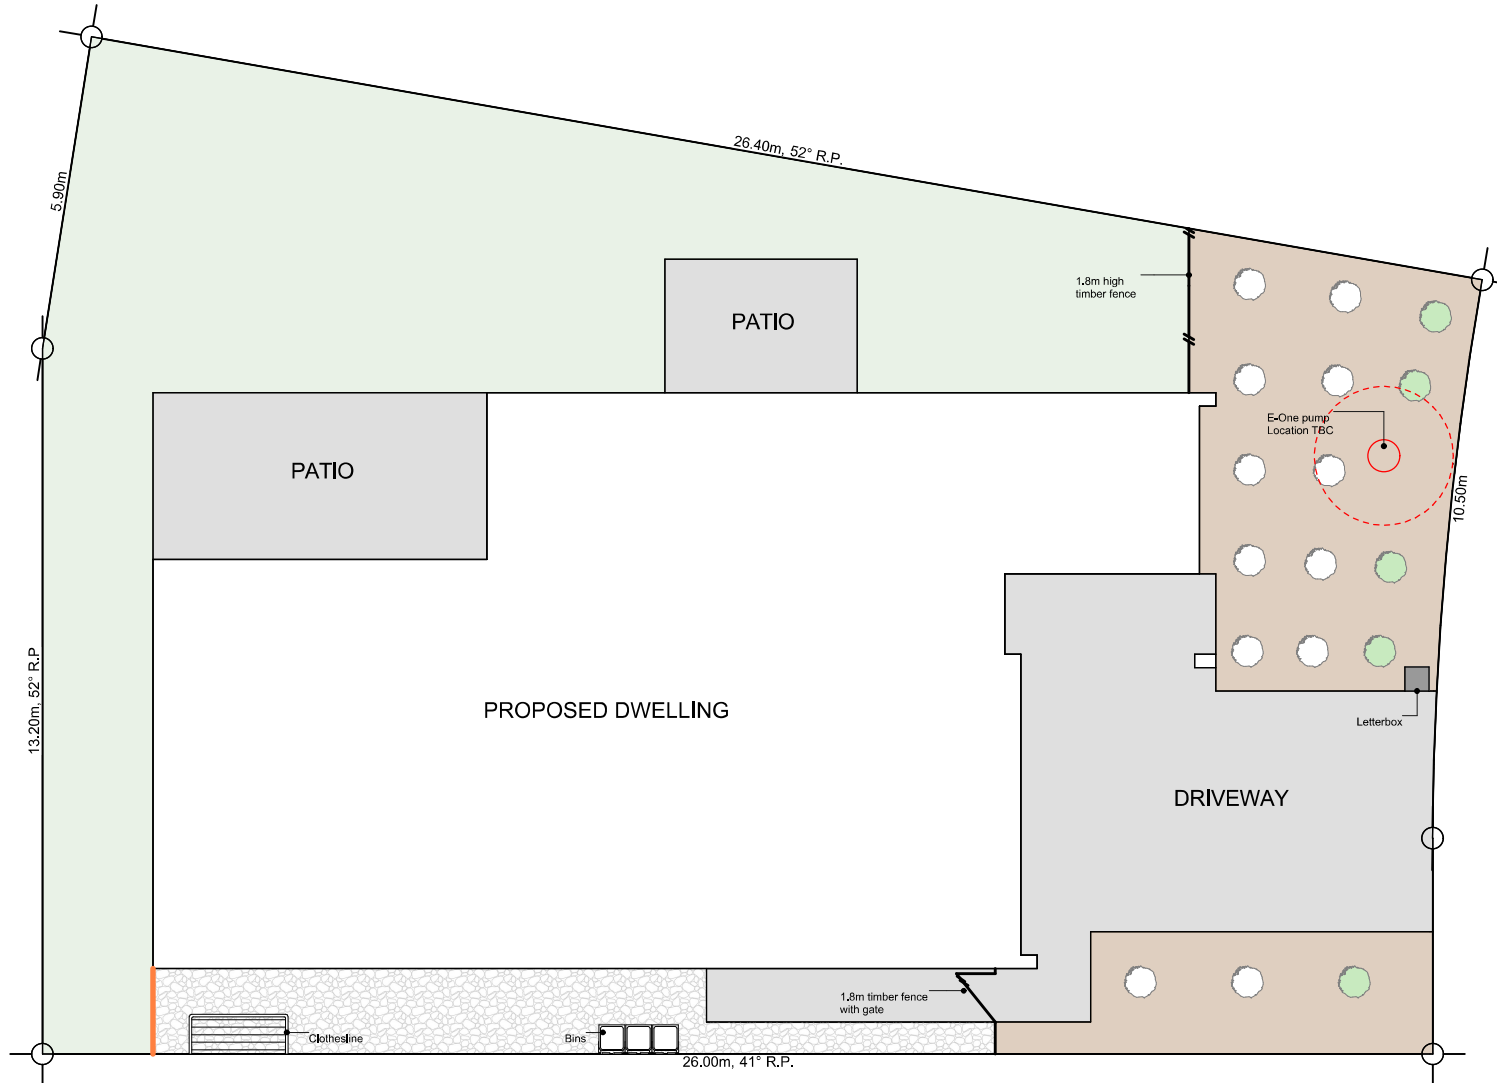 26.40m, 52° R.P.
5.90m
1.8m high
timber fence
PATIO
E-One pump
Location TBC
PATIO
10.50m
13.20m, 52° R.P
PROPOSED DWELLING
Letterbox
DRIVEWAY
1.8m timber fence
with gate
Clothesline
Bins
26.00m, 41° R.P.